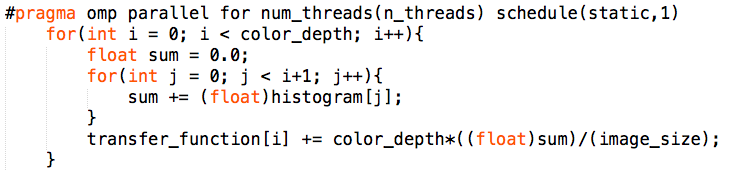 #pragma omp parallel for num_threads(n_threads) schedule(static,1)
    for(int i = 0; i < color_depth; i++){
        float sum = 0.0;
        for(int j = 0; j < i+1; j++){
            sum += (float)histogram[j];
        }
        transfer_function[i] += color_depth*((float)sum)/(image_size);
    }